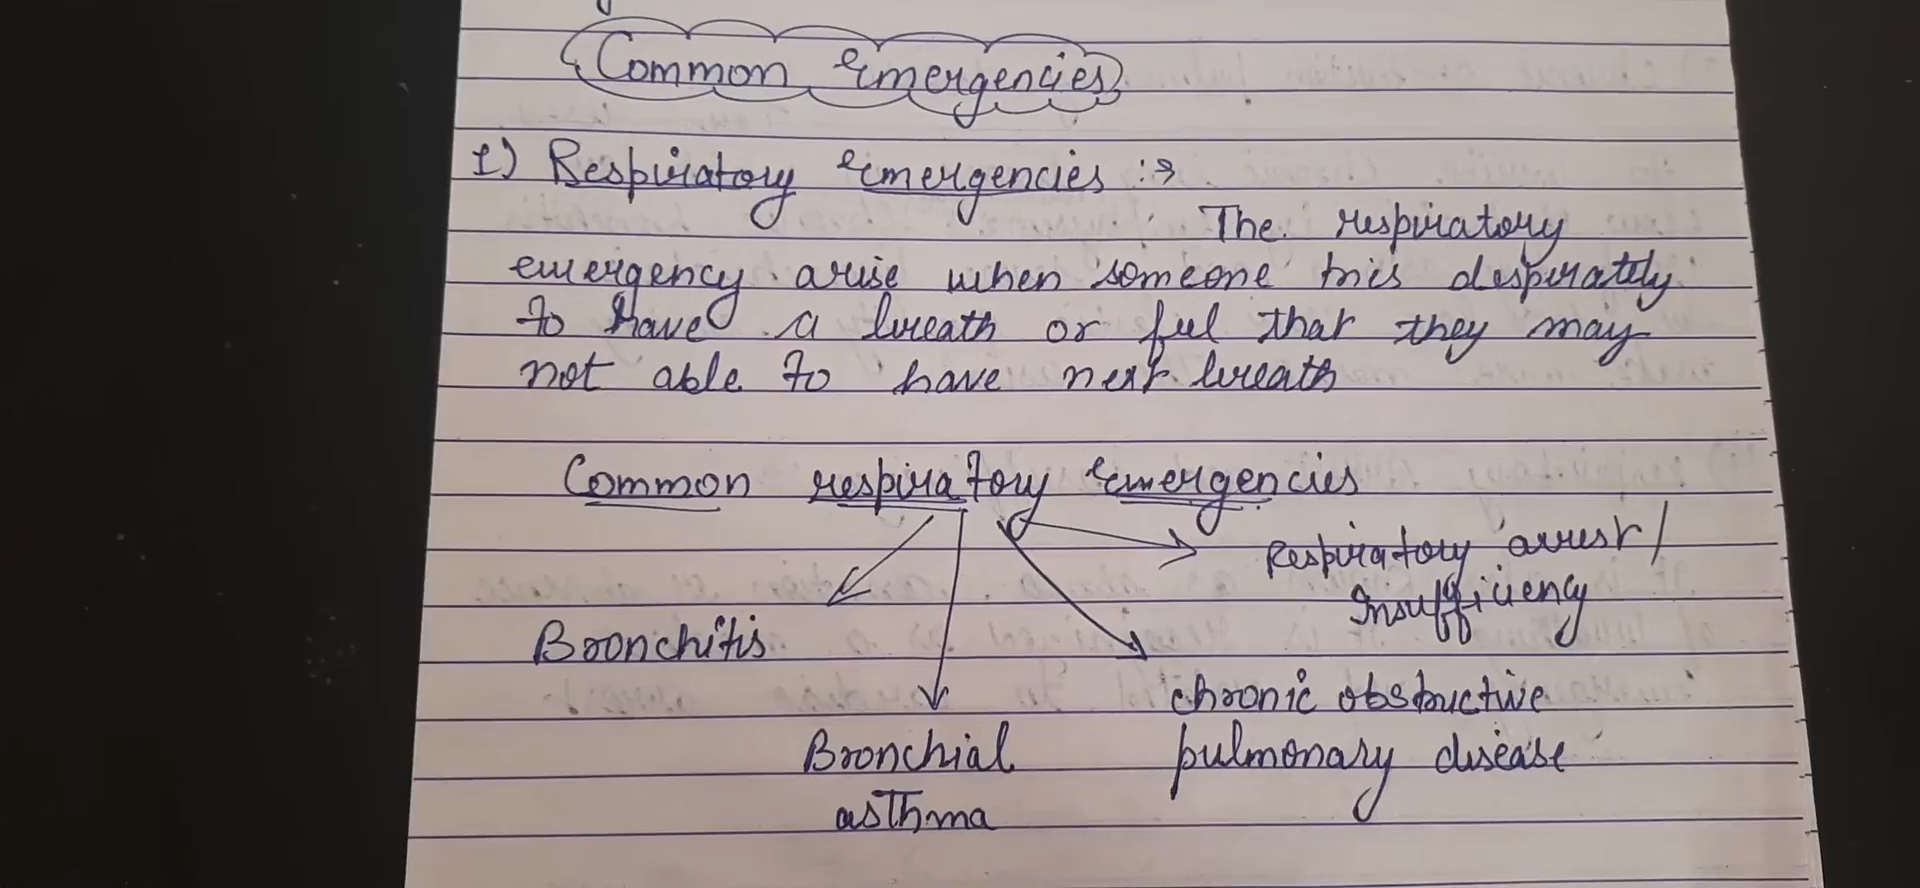 Common Emergencies
1) Respiratory Emergencies :→
The respiratory
emergency arise when someone tries desperately
to have a breath or feel that they may
not able to have next breath
Common respiratory emergencies
Respiratory arrest/
Insufficiency
Bronchitis
chronic obstructive
Bronchial pulmonary disease
asthma